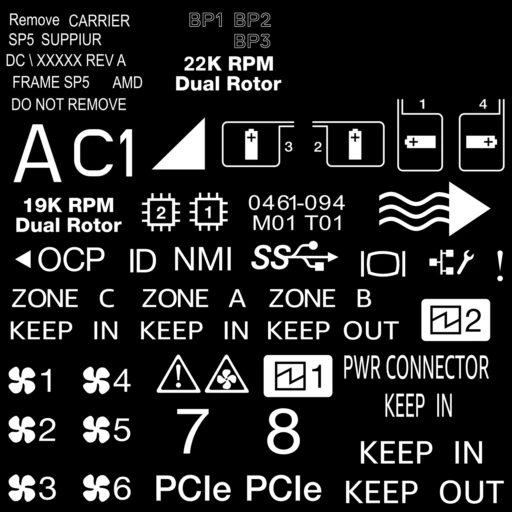 Remove CARRIER
SP5 SUPPIUR
DC \ XXXXX REV A
FRAME SP5 AMD
DO NOT REMOVE
BP1 BP2
BP3
22K RPM
Dual Rotor
A C1
3
2
1
4
19K RPM
Dual Rotor
2
1
0461-094
M01 T01
OCP ID NMI SS
!
ZONE C ZONE A ZONE B
KEEP IN KEEP IN KEEP OUT
2
1 4
! 1
PWR CONNECTOR
KEEP IN
2 5
7 8
KEEP IN
3 6
PCIe PCIe
KEEP OUT